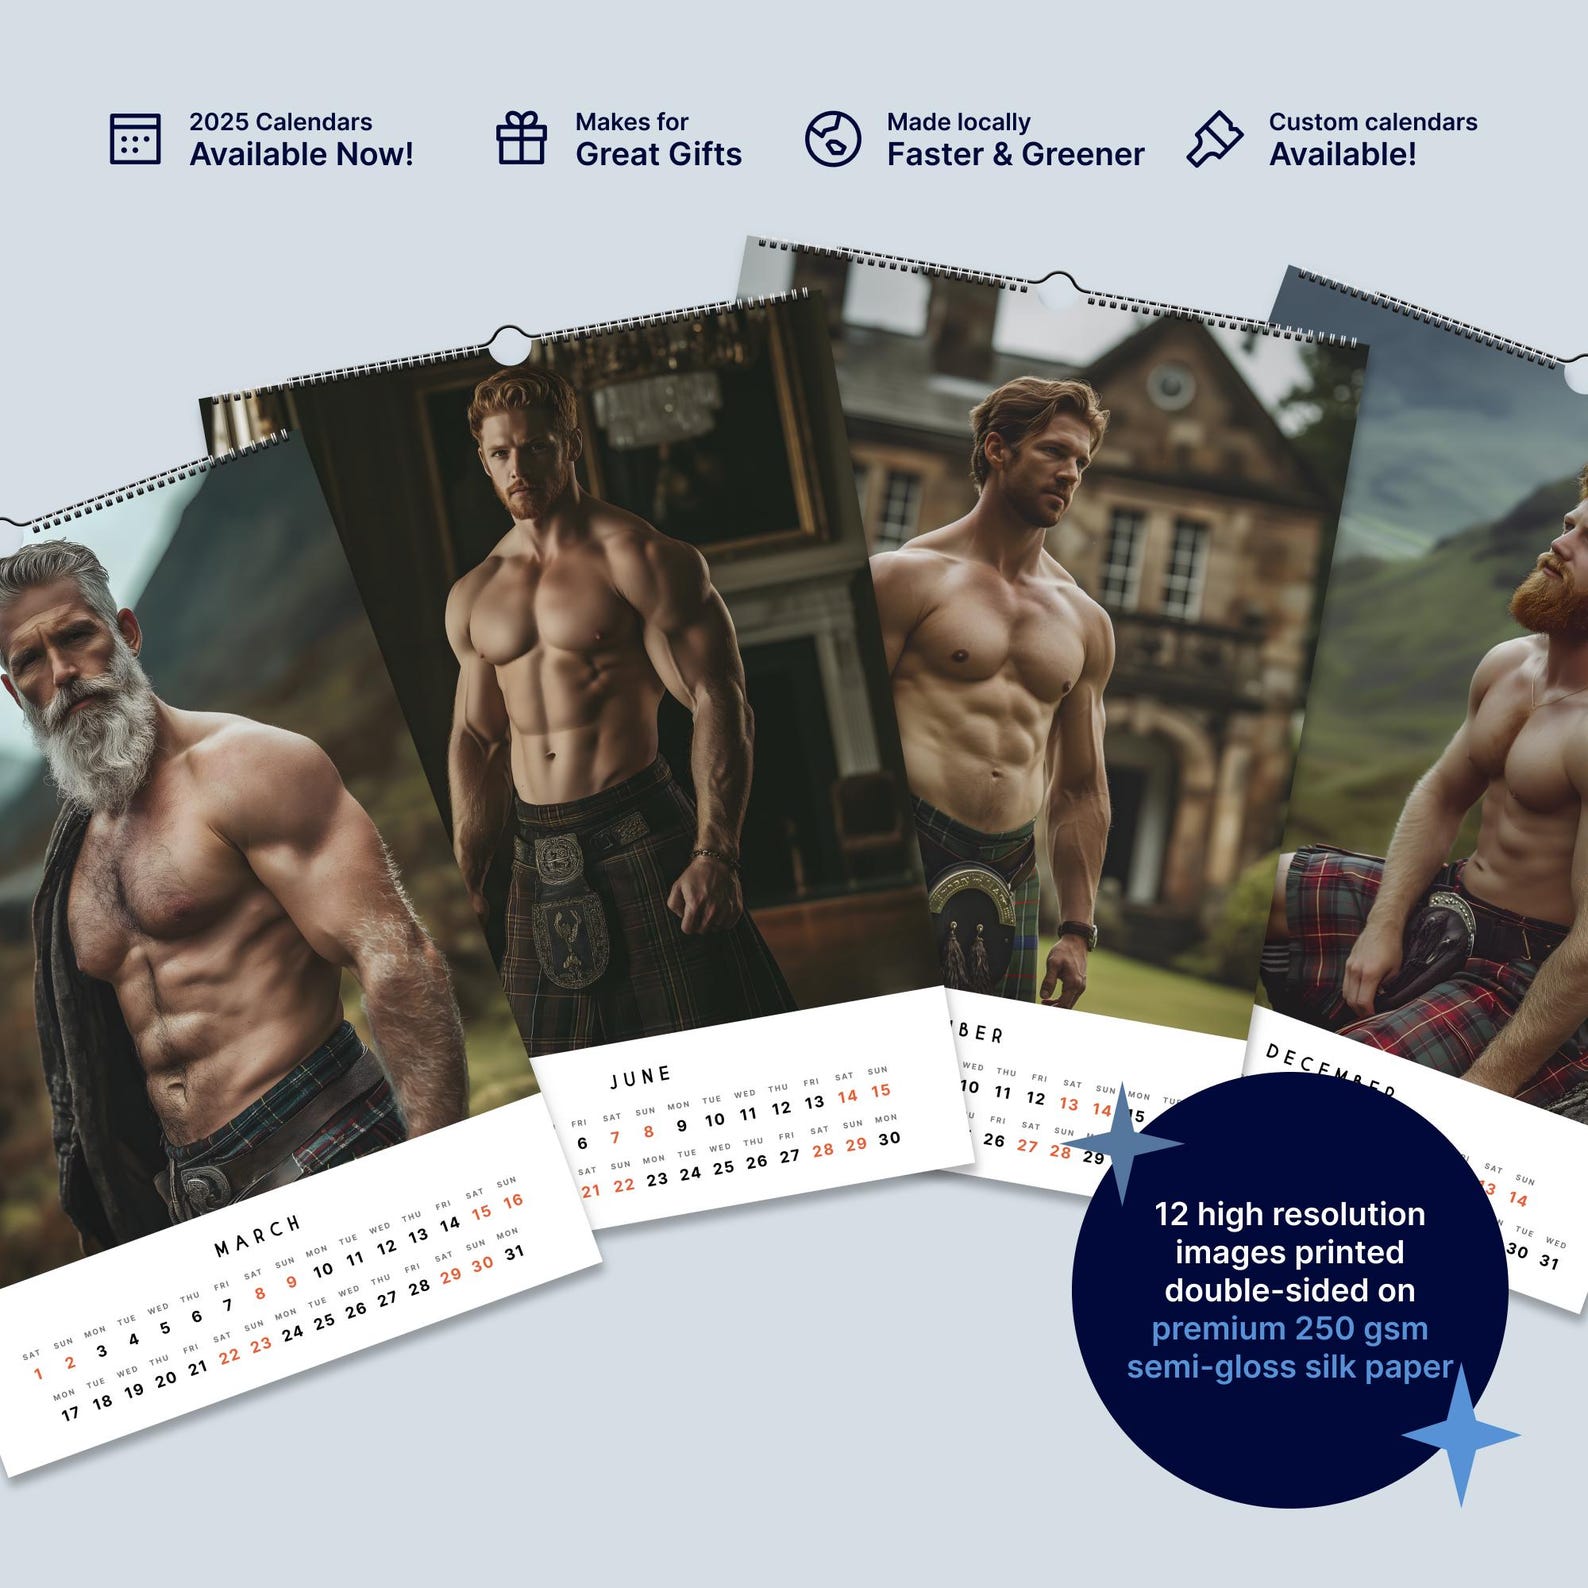 2025 Calendars
Available Now!
Makes for
Great Gifts
Made locally
Faster & Greener
Custom calendars
Available!
MARCH
SAT SUN MON TUE WED THU FRI SAT SUN MON TUE WED THU FRI SAT SUN
1 2 3 4 5 6 7 8 9 10 11 12 13 14 15 16
MON TUE WED THU FRI SAT SUN MON TUE WED THU FRI SAT SUN MON
17 18 19 20 21 22 23 24 25 26 27 28 29 30 31
JUNE
FRI SAT SUN MON TUE WED THU FRI SAT SUN
6 7 8 9 10 11 12 13 14 15
SAT SUN MON TUE WED THU FRI SAT SUN MON
21 22 23 24 25 26 27 28 29 30
BER
WED THU FRI SAT SUN MON TUE
10 11 12 13 14 15
FRI SAT SUN
26 27 28 29
DECEMBER
SAT SUN
13 14
TUE WED
30 31
12 high resolution
images printed
double-sided on
premium 250 gsm
semi-gloss silk paper